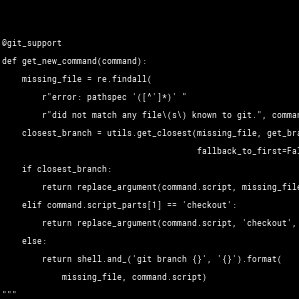 @git_support
def get_new_command(command):
    missing_file = re.findall(
        r"error: pathspec '([^']*)' "
        r"did not match any file\(s\) known to git.", comman
    closest_branch = utils.get_closest(missing_file, get_bra
                                       fallback_to_first=Fal
    if closest_branch:
        return replace_argument(command.script, missing_file
    elif command.script_parts[1] == 'checkout':
        return replace_argument(command.script, 'checkout',
    else:
        return shell.and_('git branch {}', '{}').format(
            missing_file, command.script)
"""